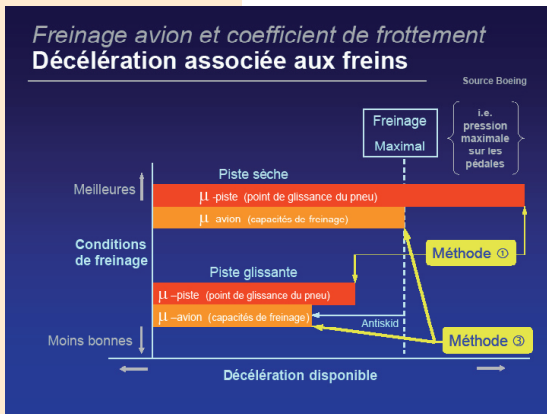 Freinage avion et coefficient de frottement
Décélération associée aux freins
Source Boeing
Freinage
Maximal
i.e.
pression
maximale
sur les
pédales
Piste sèche
Meilleures
µ -piste (point de glissance du pneu)
µ avion (capacités de freinage)
Conditions
de freinage
Méthode ①
Piste glissante
µ –piste (point de glissance du pneu)
µ –avion (capacités de freinage)
Antiskid
Moins bonnes
Méthode ③
Décélération disponible